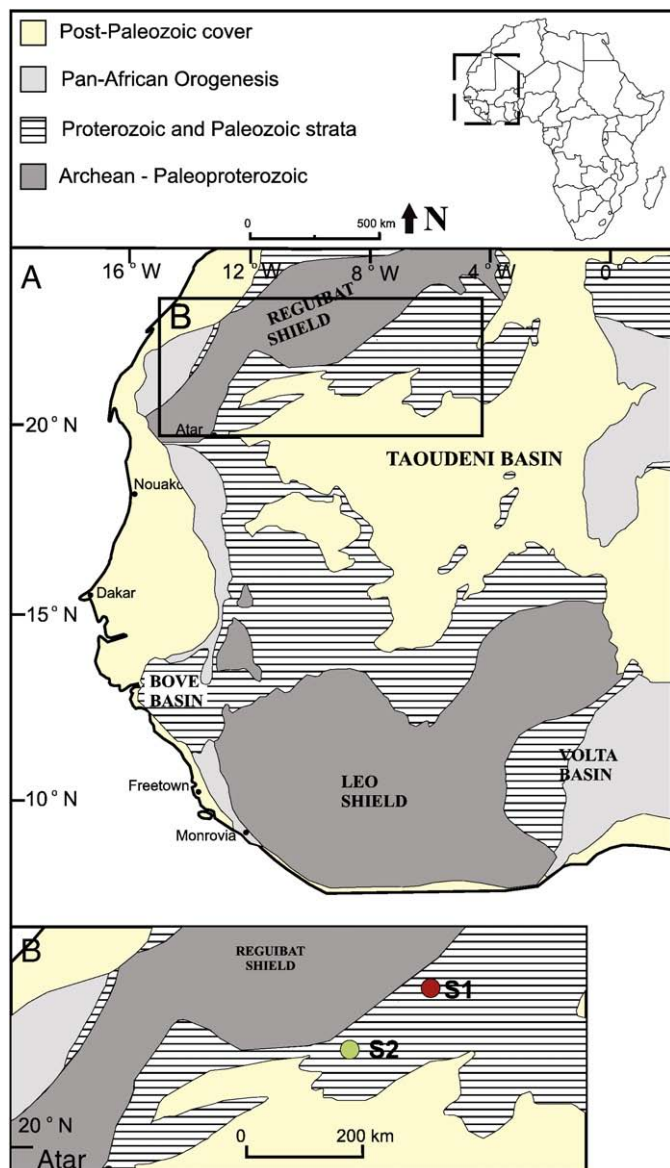 Post-Paleozoic cover
Pan-African Orogenesis
Proterozoic and Paleozoic strata
Archean - Paleoproterozoic
0 500 km
N
A
16° W 12° W 8° W 4° W 0°
B
REGUIBAT
SHIELD
Atar
20° N
TAOUDENI BASIN
Nouako
Dakar
15° N
BOVE
BASIN
VOLTA
BASIN
LEO
SHIELD
Freetown
10° N
Monrovia
B
REGUIBAT
SHIELD
S1
S2
20° N
0 200 km
Atar